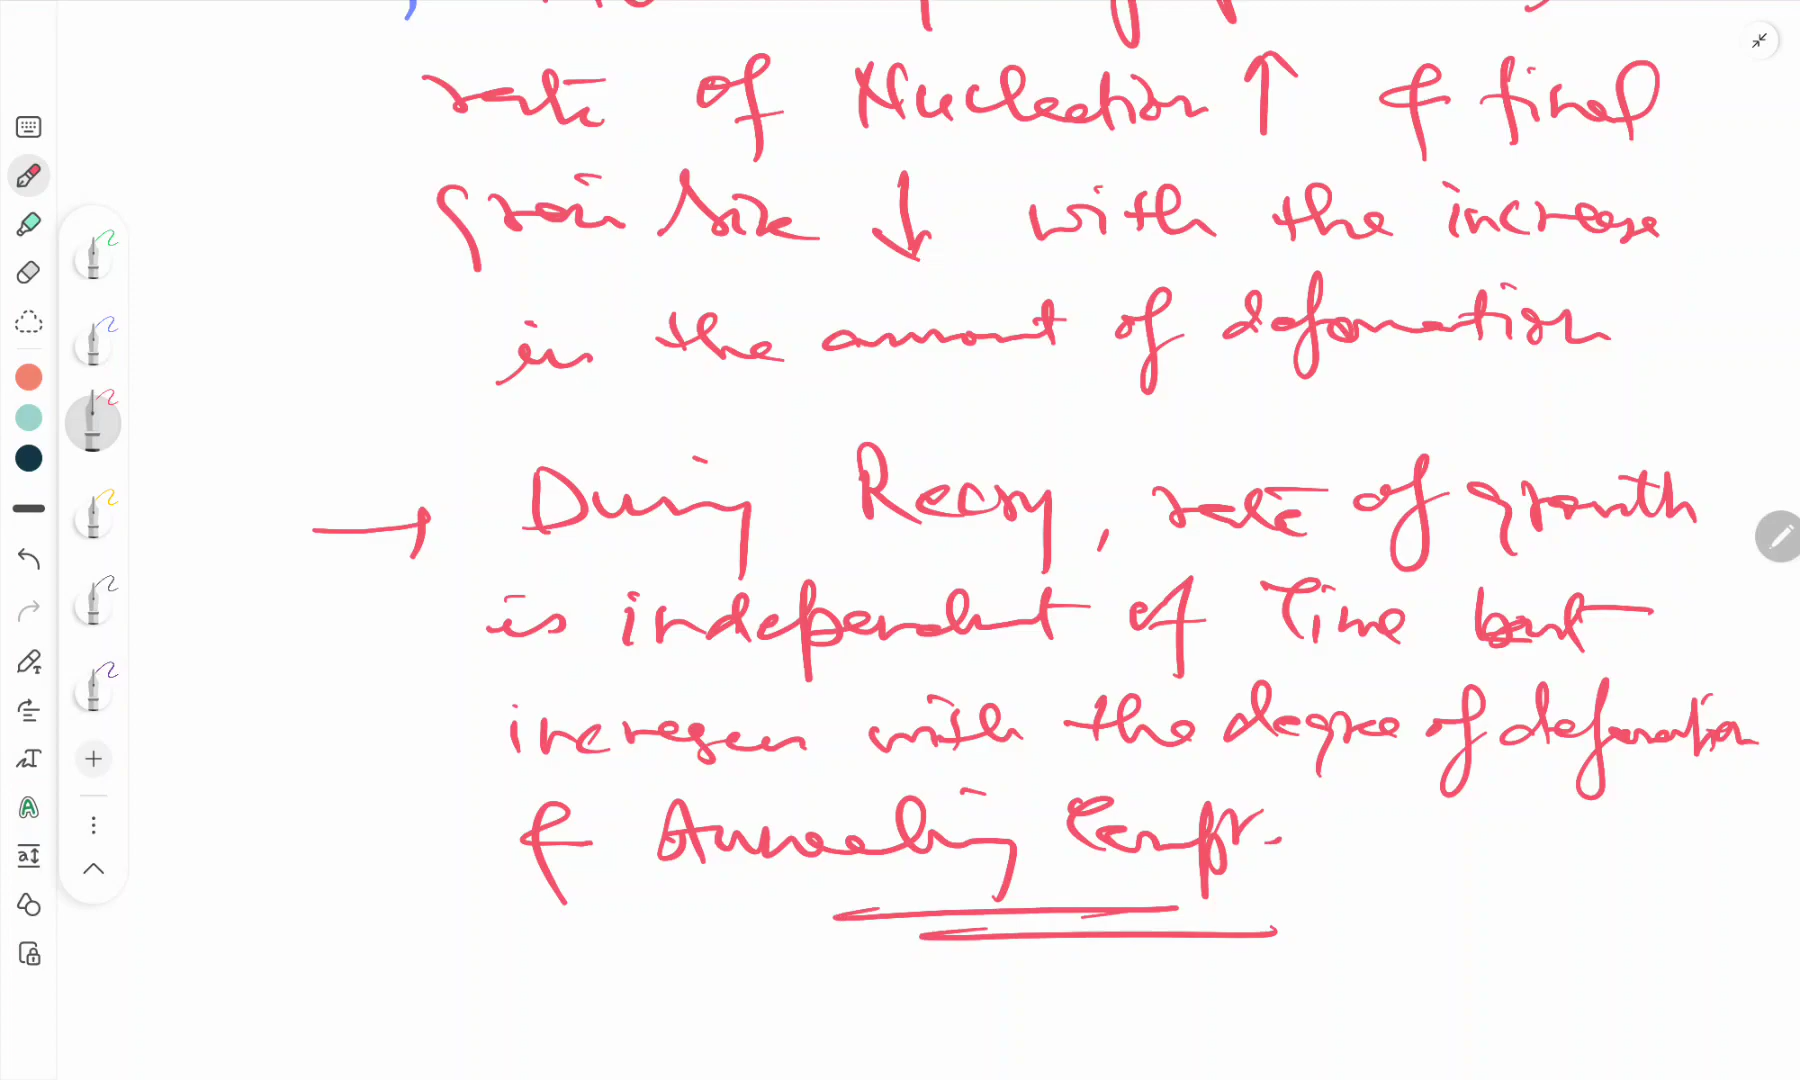 rate of Nucleation ↑ & final
grain size ↓ with the increase
in the amount of deformation
→ During Recry, rate of growth
is independent of Time but
increases with the degree of deformation
& Annealing Tempr.